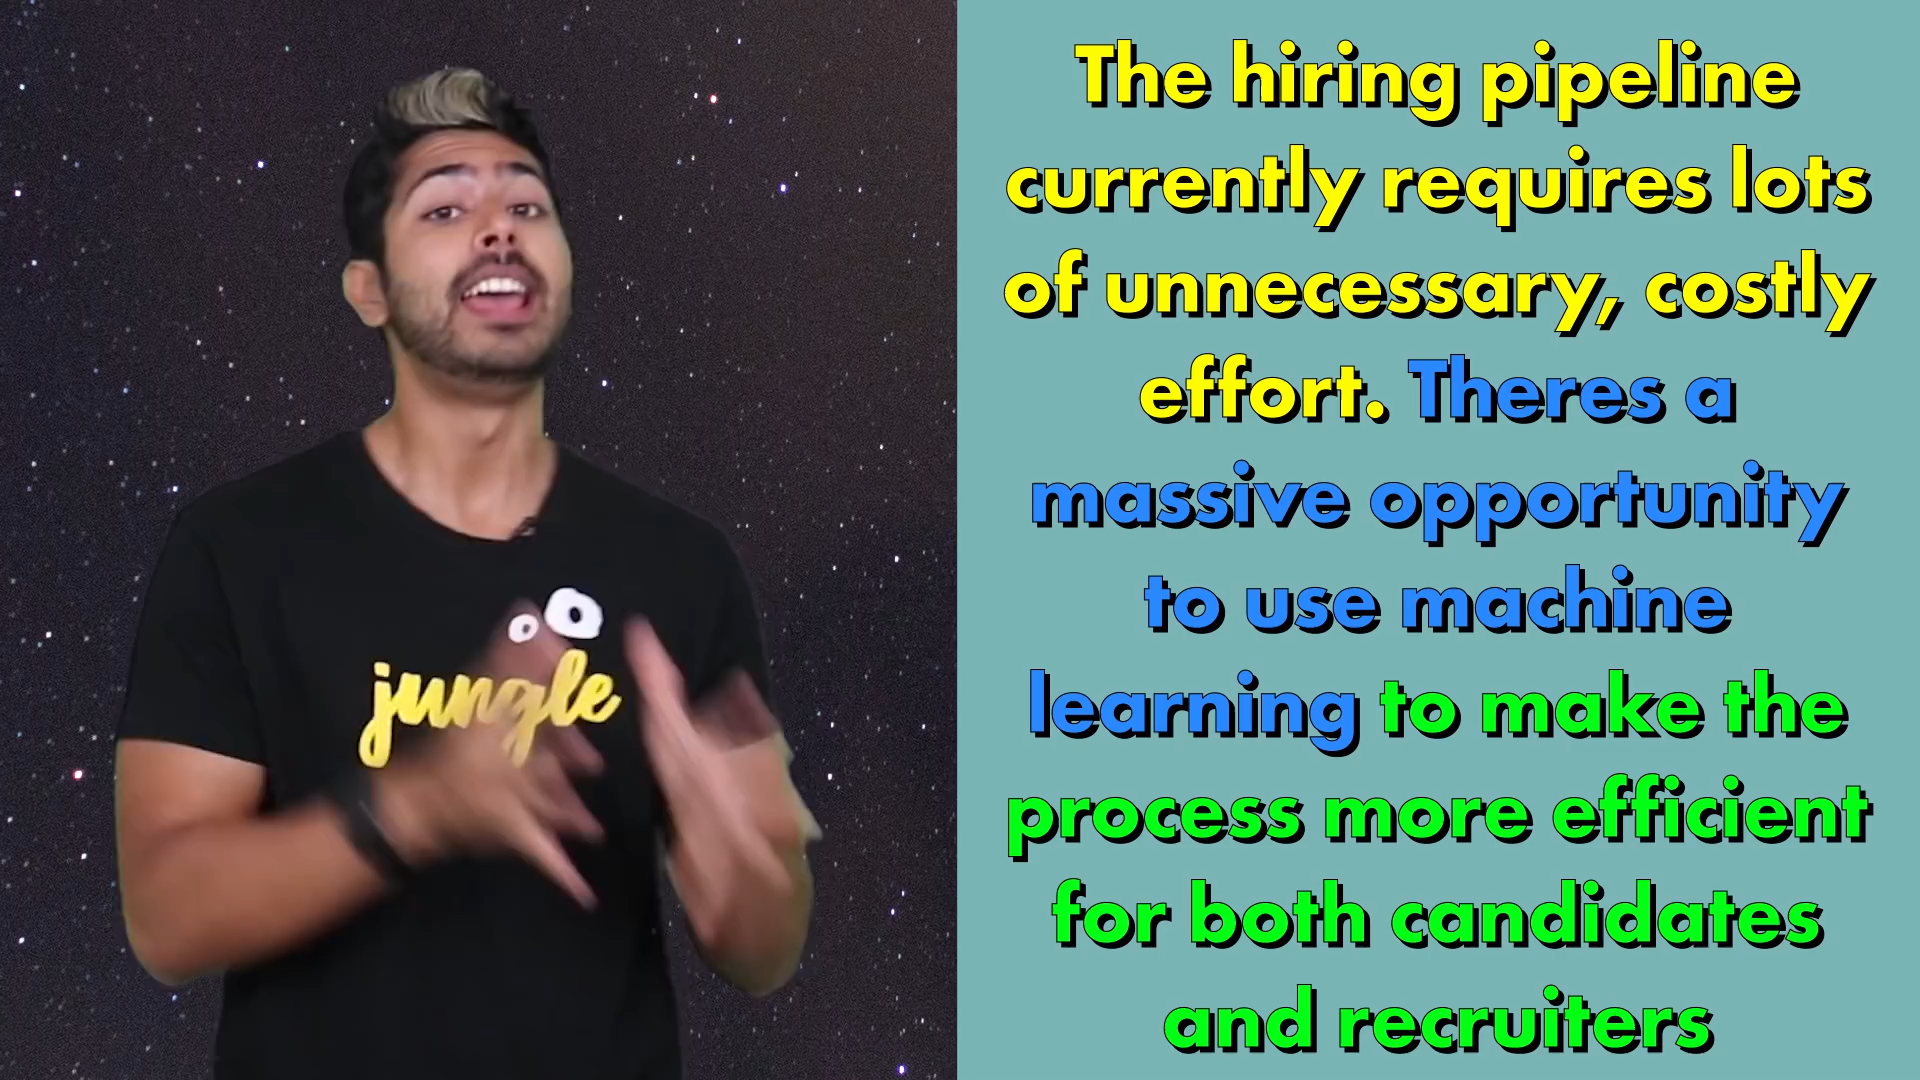 jungle
The hiring pipeline
currently requires lots
of unnecessary, costly
effort. Theres a
massive opportunity
to use machine
learning to make the
process more efficient
for both candidates
and recruiters